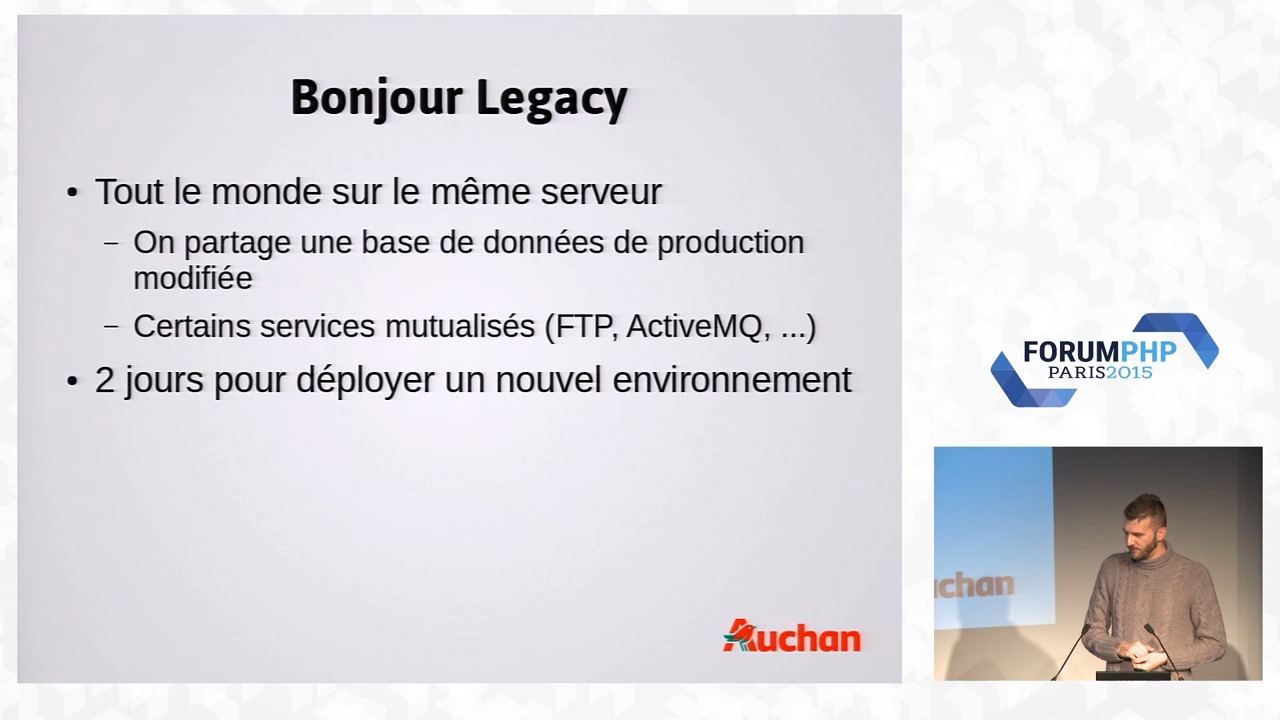 Bonjour Legacy
• Tout le monde sur le même serveur
– On partage une base de données de production
modifiée
– Certains services mutualisés (FTP, ActiveMQ, ...)
• 2 jours pour déployer un nouvel environnement
Auchan
FORUMPHP
PARIS2015
uchan